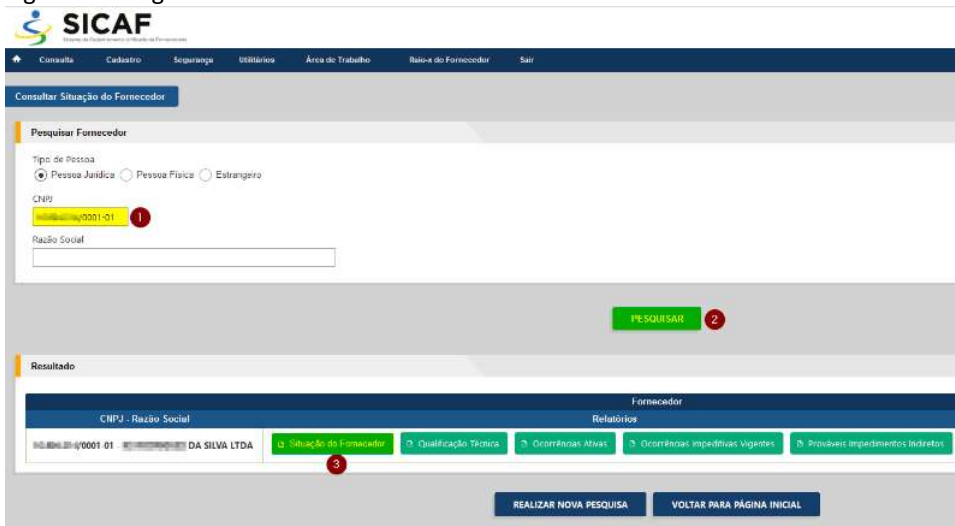 SICAF
Consulta Cadastro Segurança Utilitários Área de Trabalho Raio-x do Fornecedor Sair
Consultar Situação do Fornecedor
Pesquisar Fornecedor
Tipo de Pessoa
Pessoa Jurídica Pessoa Física Estrangeiro
CNPJ
/0001-01 1
Razão Social
PESQUISAR 2
Resultado
Fornecedor
CNPJ - Razão Social Relatórios
/0001-01 - DA SILVA LTDA Situação do Fornecedor Qualificação Técnica Ocorrências Ativas Ocorrências Impeditivas Vigentes Prováveis Impedimentos Indiretos
3
REALIZAR NOVA PESQUISA VOLTAR PARA PÁGINA INICIAL